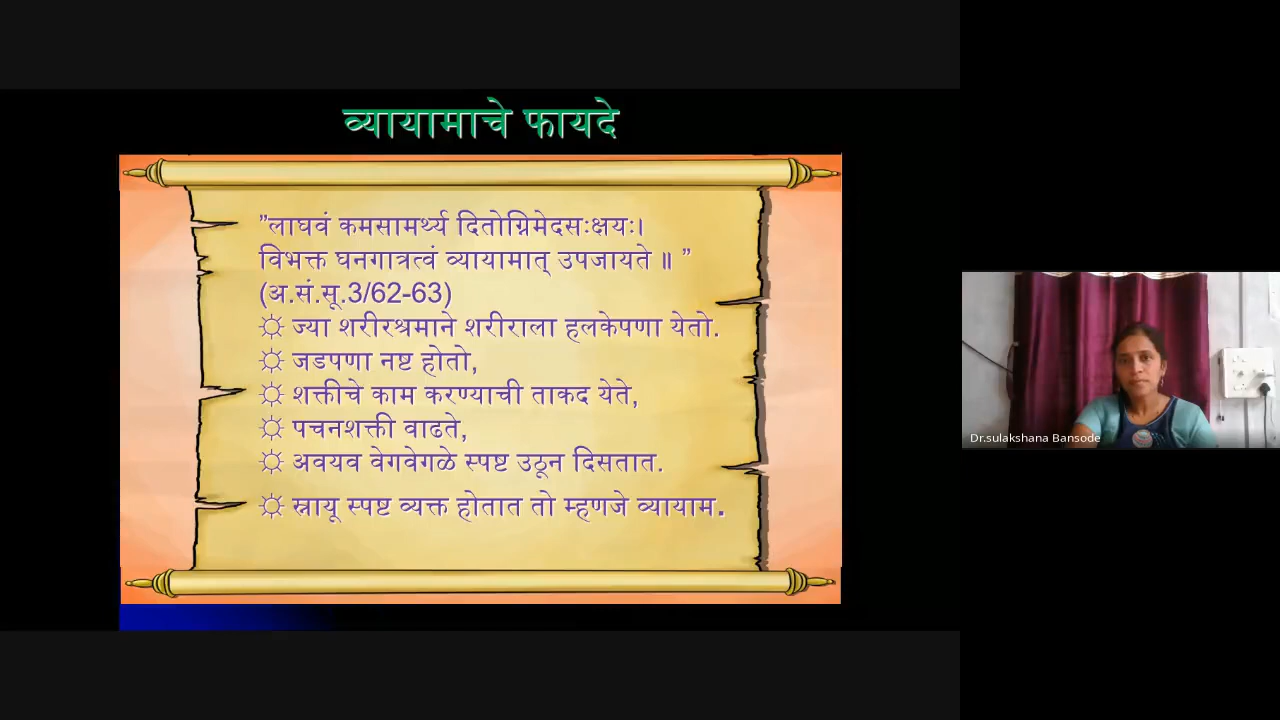 व्यायामाचे फायदे
”लाघवं कमसामर्थ्य दितोग्निमेदसःक्षयः।
विभक्त घनगात्रत्वं व्यायामात् उपजायते ॥ ”
(अ.सं.सू.3/62-63)
☼ ज्या शरीरश्रमाने शरीराला हलकेपणा येतो.
☼ जडपणा नष्ट होतो,
☼ शक्तीचे काम करण्याची ताकद येते,
☼ पचनशक्ती वाढते,
☼ अवयव वेगवेगळे स्पष्ट उठून दिसतात.
☼ स्नायू स्पष्ट व्यक्त होतात तो म्हणजे व्यायाम.
Dr.sulakshana Bansode